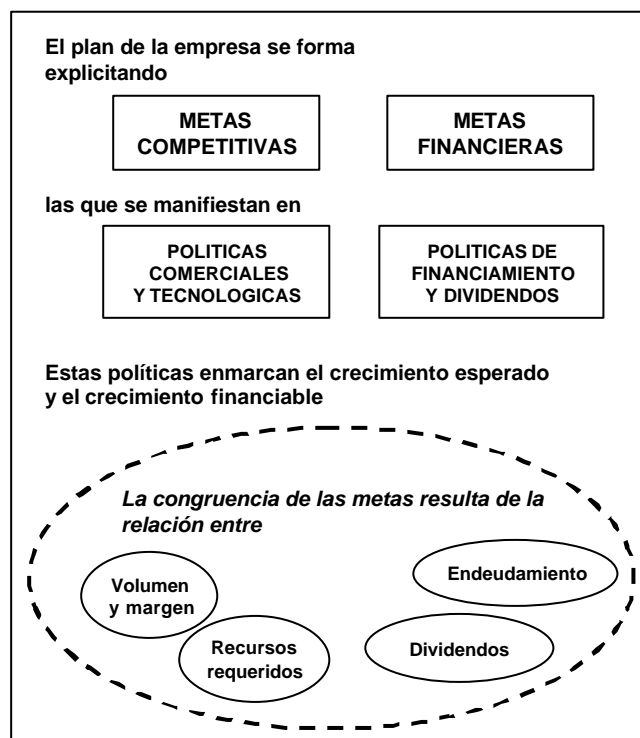 El plan de la empresa se forma
explicitando
METAS
COMPETITIVAS
METAS
FINANCIERAS
las que se manifiestan en
POLITICAS
COMERCIALES
Y TECNOLOGICAS
POLITICAS DE
FINANCIAMIENTO
Y DIVIDENDOS
Estas políticas enmarcan el crecimiento esperado
y el crecimiento financiable
La congruencia de las metas resulta de la
relación entre
Volumen
y margen
Endeudamiento
Recursos
requeridos
Dividendos